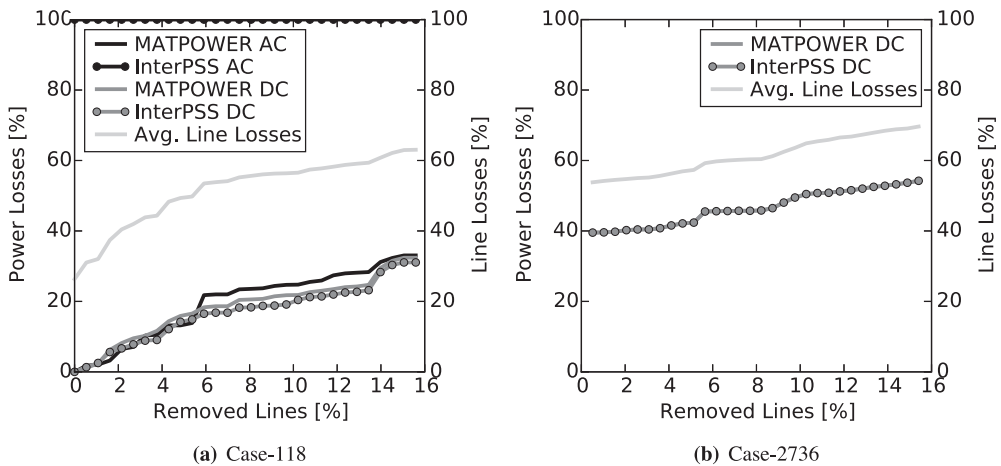 100
80
60
40
20
0
Power Losses [%]
MATPOWER AC
InterPSS AC
MATPOWER DC
InterPSS DC
Avg. Line Losses
100
80
60
40
20
0
Line Losses [%]
0 2 4 6 8 10 12 14 16
Removed Lines [%]
(a) Case-118
100
80
60
40
20
0
Power Losses [%]
MATPOWER DC
InterPSS DC
Avg. Line Losses
100
80
60
40
20
0
Line Losses [%]
0 2 4 6 8 10 12 14 16
Removed Lines [%]
(b) Case-2736